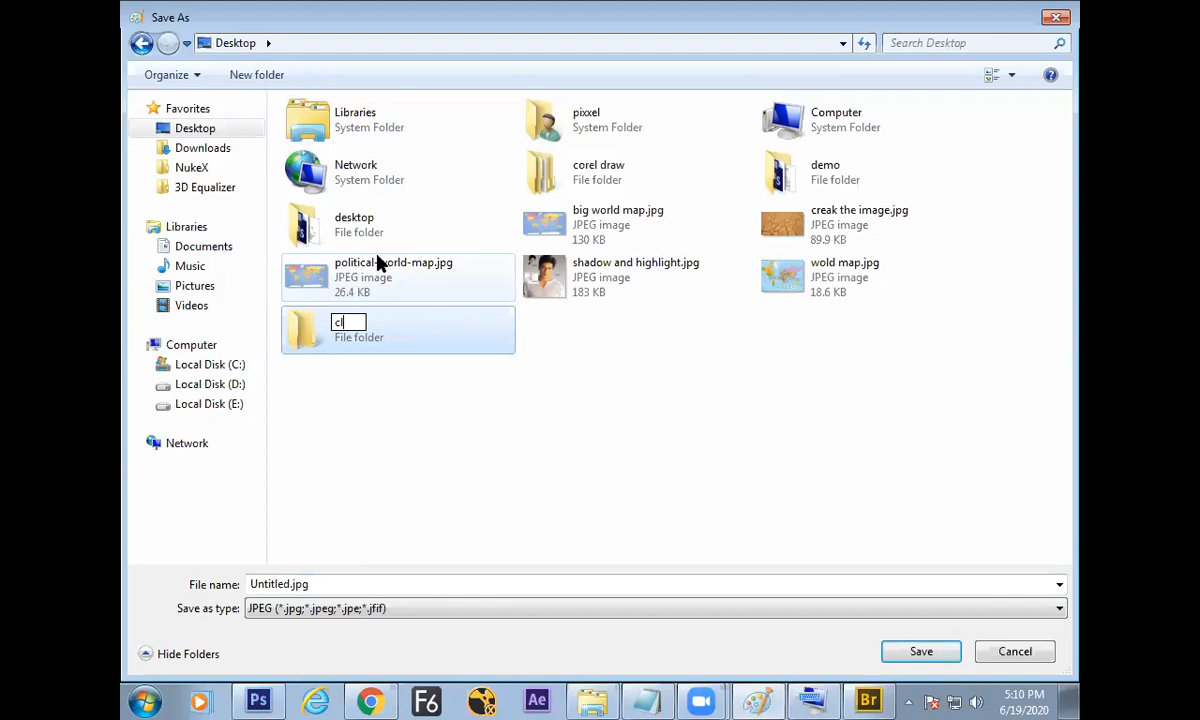 Save As
Desktop
Search Desktop
Organize
New folder
Favorites
Desktop
Downloads
NukeX
3D Equalizer
Libraries
Documents
Music
Pictures
Videos
Computer
Local Disk (C:)
Local Disk (D:)
Local Disk (E:)
Network
Libraries
System Folder
pixxel
System Folder
Computer
System Folder
Network
System Folder
corel draw
File folder
demo
File folder
desktop
File folder
big world map.jpg
JPEG image
130 KB
creak the image.jpg
JPEG image
89.9 KB
political-world-map.jpg
JPEG image
26.4 KB
shadow and highlight.jpg
JPEG image
183 KB
wold map.jpg
JPEG image
18.6 KB
cl
File folder
File name: Untitled.jpg
Save as type: JPEG (*.jpg;*.jpeg;*.jpe;*.jfif)
Hide Folders
Save
Cancel
Ps
F6
Ae
Br
5:10 PM
6/19/2020